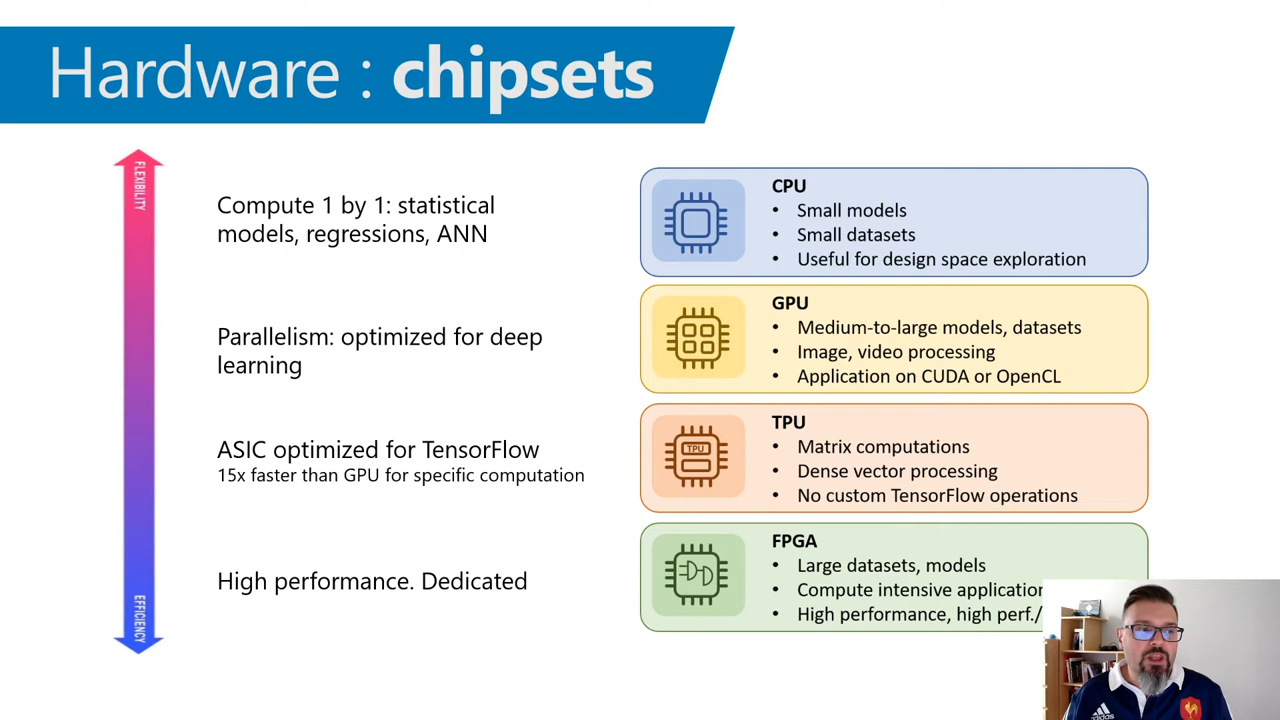 Hardware : chipsets
FLEXIBILITY
Compute 1 by 1: statistical
models, regressions, ANN
CPU
• Small models
• Small datasets
• Useful for design space exploration
Parallelism: optimized for deep
learning
GPU
• Medium-to-large models, datasets
• Image, video processing
• Application on CUDA or OpenCL
ASIC optimized for TensorFlow
15x faster than GPU for specific computation
TPU
TPU
• Matrix computations
• Dense vector processing
• No custom TensorFlow operations
High performance. Dedicated
FPGA
• Large datasets, models
• Compute intensive application
• High performance, high perf./
EFFICIENCY